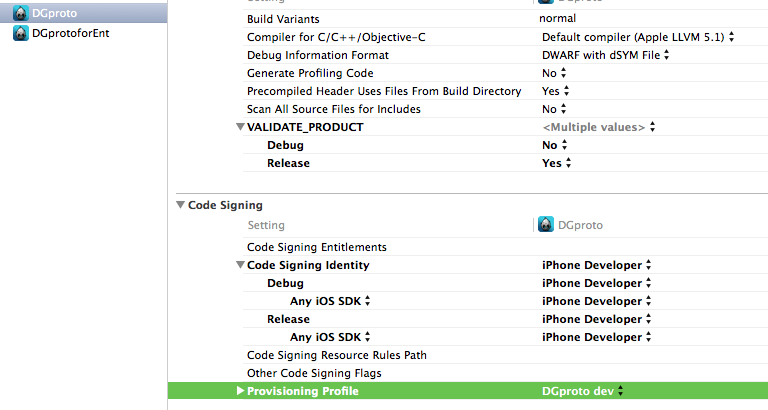 DGproto
DGprotoforEnt
Build Variants normal
Compiler for C/C++/Objective-C Default compiler (Apple LLVM 5.1)
Debug Information Format DWARF with dSYM File
Generate Profiling Code No
Precompiled Header Uses Files From Build Directory Yes
Scan All Source Files for Includes No
VALIDATE_PRODUCT <Multiple values>
Debug No
Release Yes
Code Signing
Setting DGproto
Code Signing Entitlements
Code Signing Identity iPhone Developer
Debug iPhone Developer
Any iOS SDK iPhone Developer
Release iPhone Developer
Any iOS SDK iPhone Developer
Code Signing Resource Rules Path
Other Code Signing Flags
Provisioning Profile DGproto dev